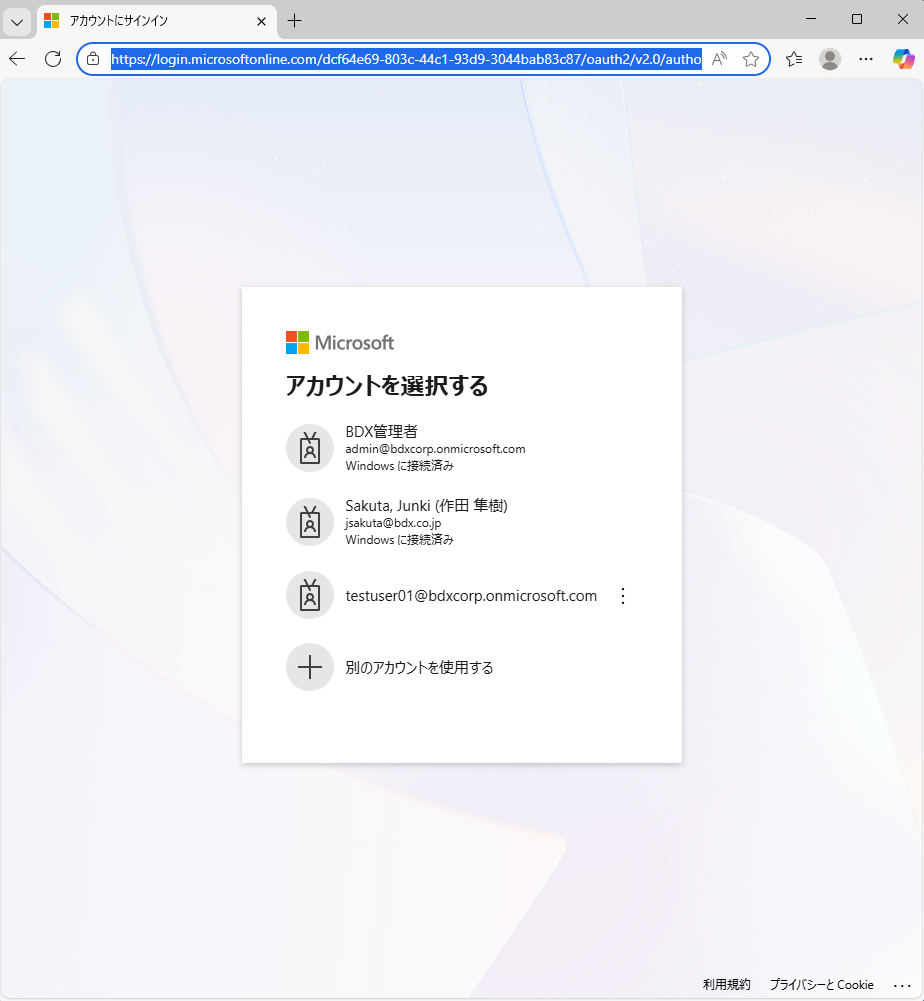 アカウントにサインイン
https://login.microsoftonline.com/dcf64e69-803c-44c1-93d9-3044bab83c87/oauth2/v2.0/autho
Microsoft
アカウントを選択する
BDX管理者
admin@bdxcorp.onmicrosoft.com
Windows に接続済み
Sakuta, Junki (作田 隼樹)
jsakuta@bdx.co.jp
Windows に接続済み
testuser01@bdxcorp.onmicrosoft.com
別のアカウントを使用する
利用規約 プライバシーと Cookie